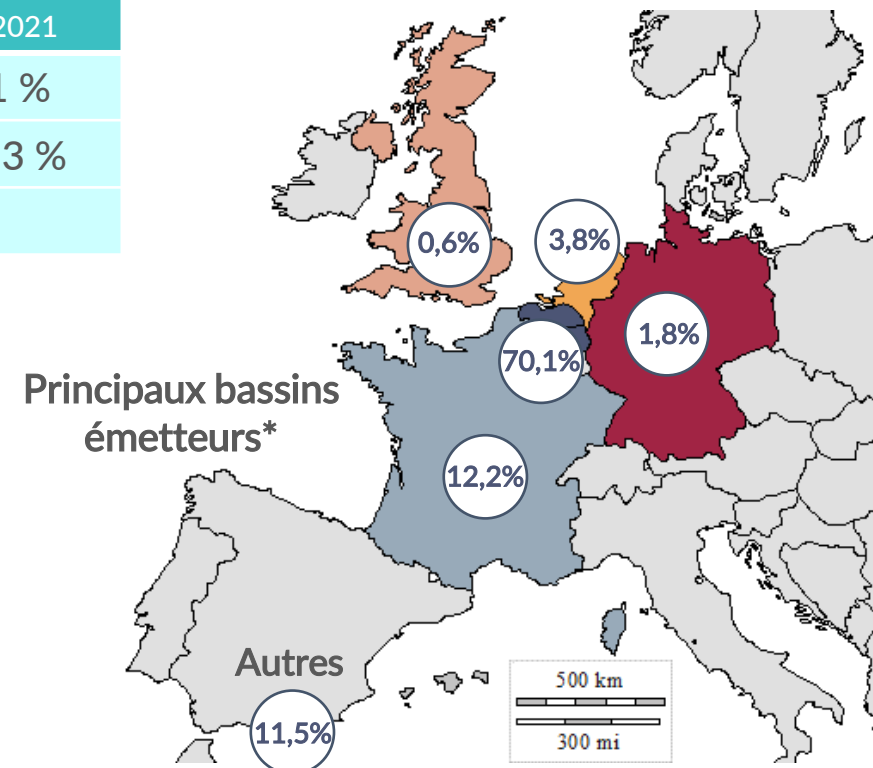 2021
1 %
3 %
0,6%
3,8%
1,8%
70,1%
Principaux bassins
émetteurs*
12,2%
Autres
11,5%
500 km
300 mi